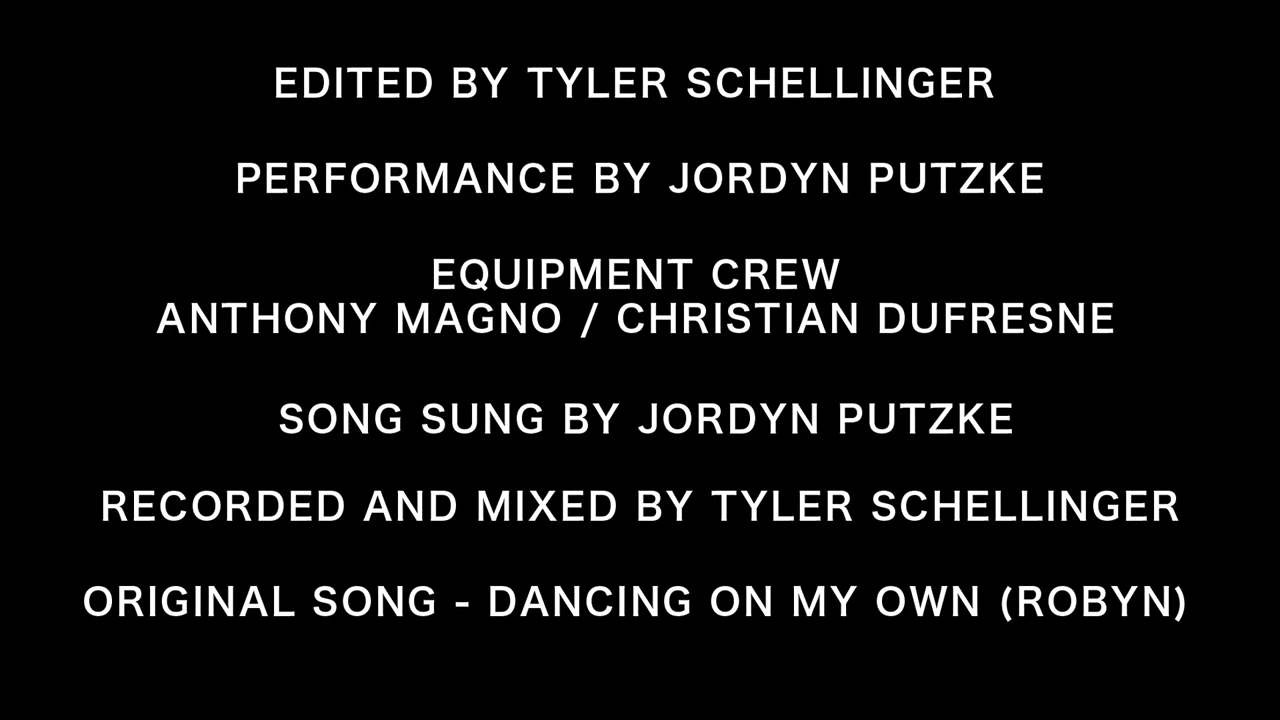 EDITED BY TYLER SCHELLINGER
PERFORMANCE BY JORDYN PUTZKE
EQUIPMENT CREW
ANTHONY MAGNO / CHRISTIAN DUFRESNE
SONG SUNG BY JORDYN PUTZKE
RECORDED AND MIXED BY TYLER SCHELLINGER
ORIGINAL SONG - DANCING ON MY OWN (ROBYN)